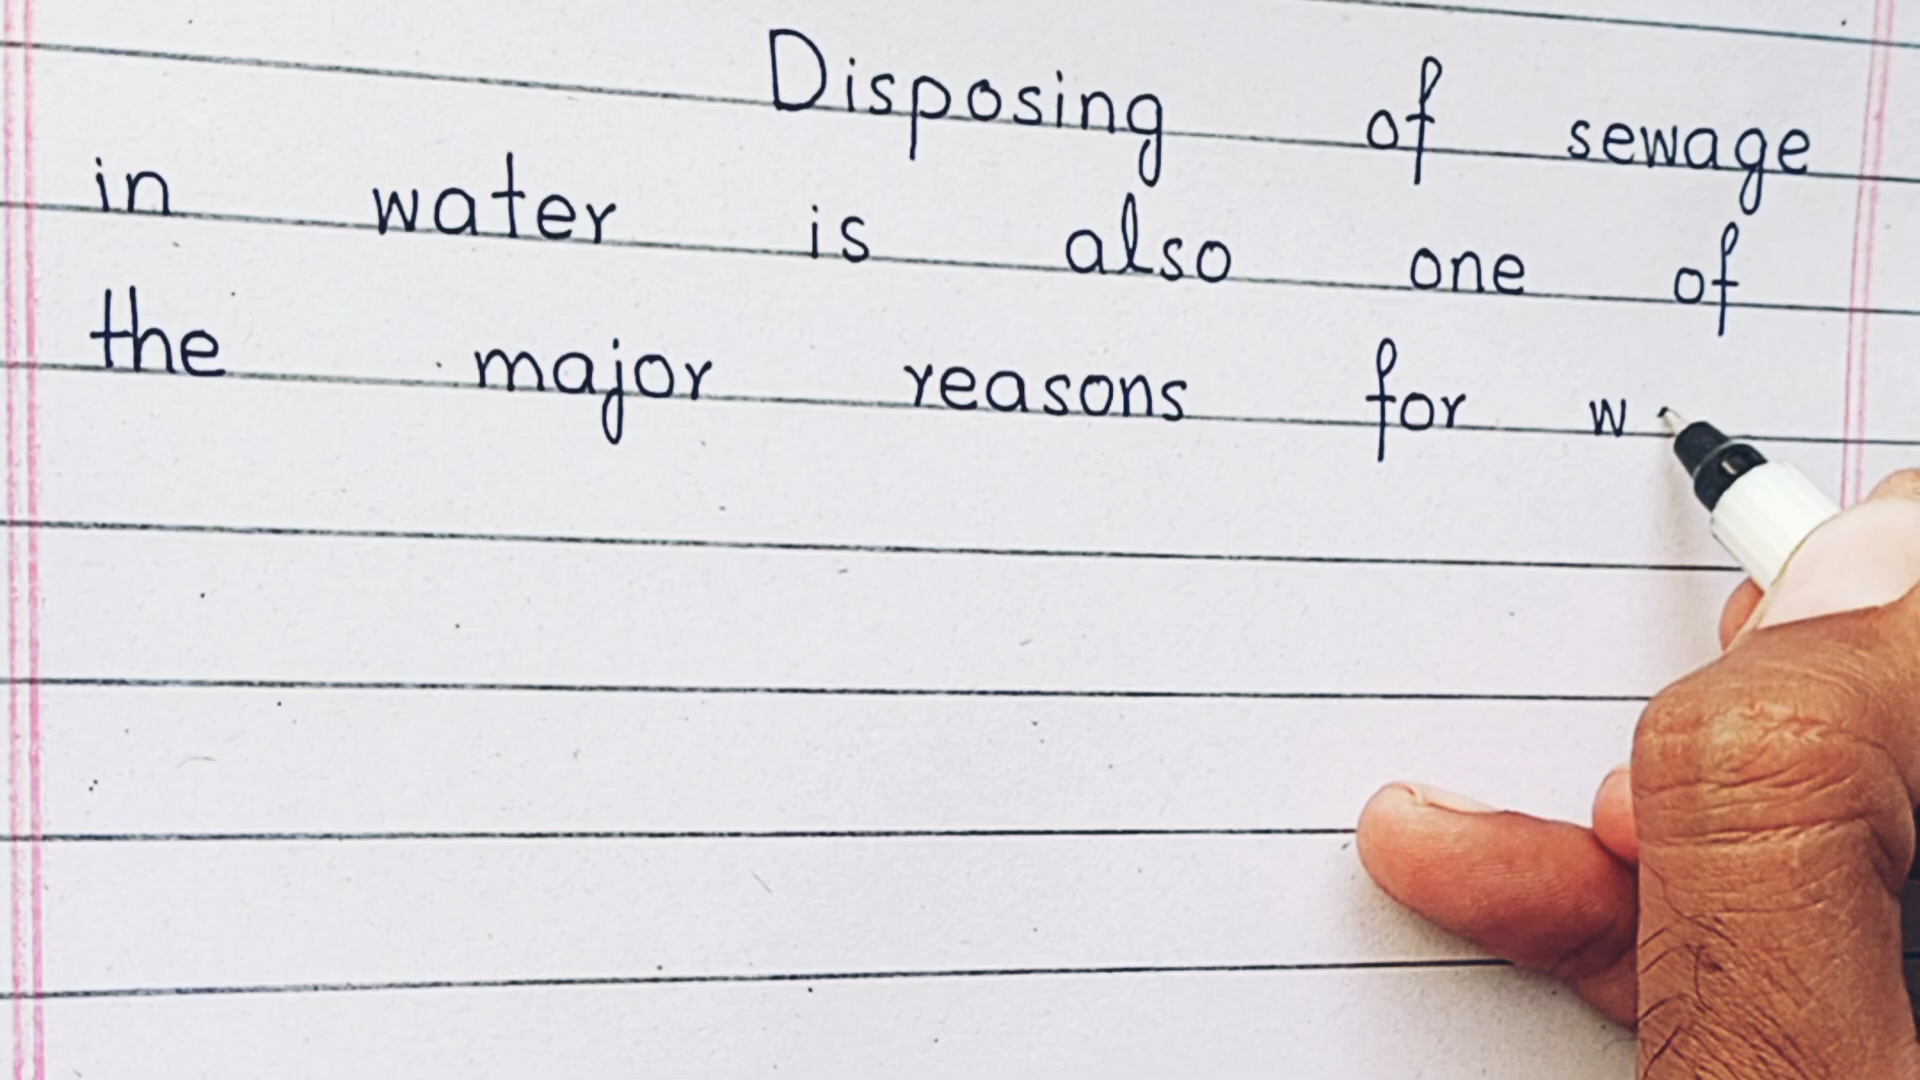 Disposing of sewage
in water is also one of
the major reasons for w